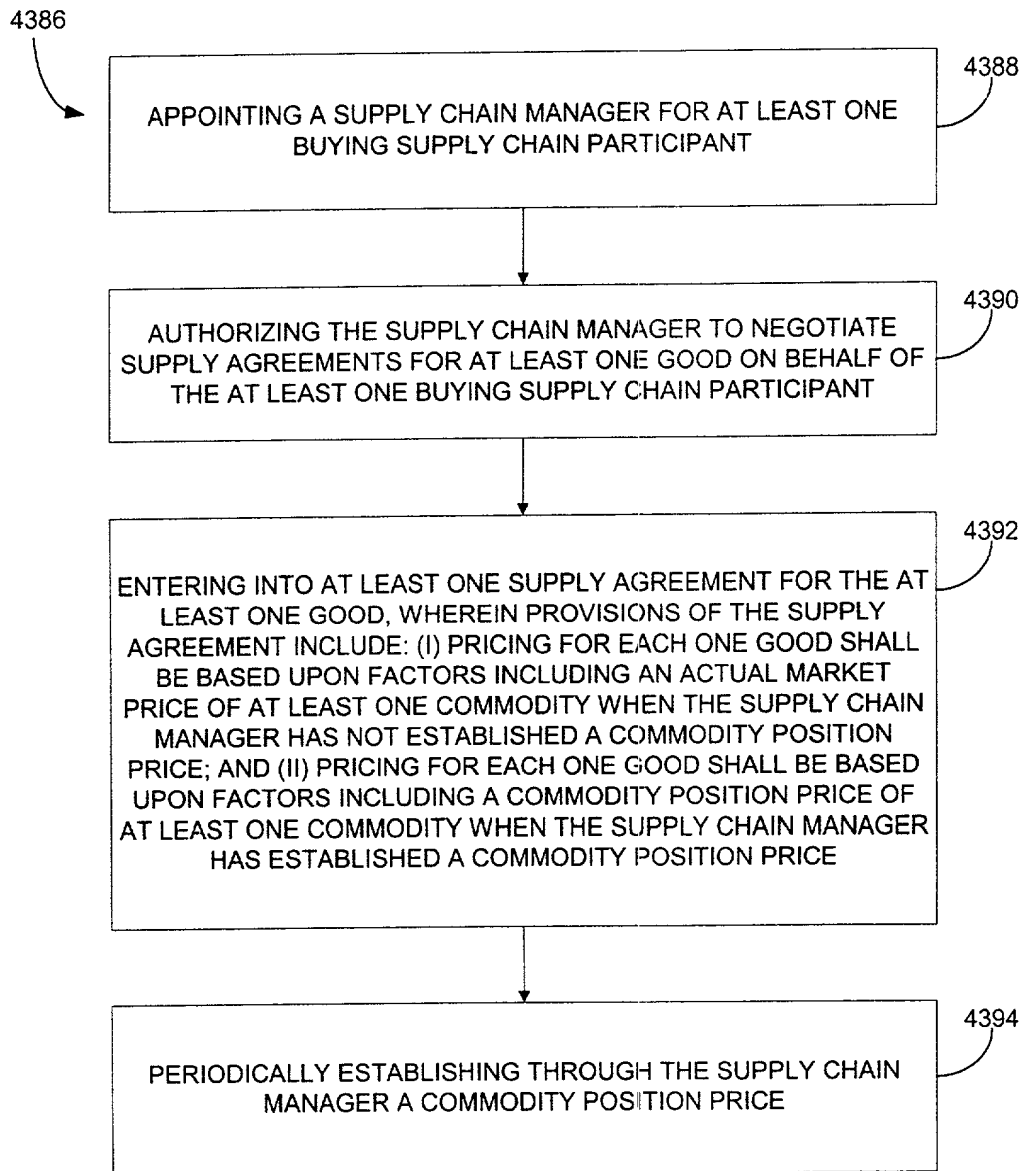 4386
4388
APPOINTING A SUPPLY CHAIN MANAGER FOR AT LEAST ONE
BUYING SUPPLY CHAIN PARTICIPANT
4390
AUTHORIZING THE SUPPLY CHAIN MANAGER TO NEGOTIATE
SUPPLY AGREEMENTS FOR AT LEAST ONE GOOD ON BEHALF OF
THE AT LEAST ONE BUYING SUPPLY CHAIN PARTICIPANT
4392
ENTERING INTO AT LEAST ONE SUPPLY AGREEMENT FOR THE AT
LEAST ONE GOOD, WHEREIN PROVISIONS OF THE SUPPLY
AGREEMENT INCLUDE: (I) PRICING FOR EACH ONE GOOD SHALL
BE BASED UPON FACTORS INCLUDING AN ACTUAL MARKET
PRICE OF AT LEAST ONE COMMODITY WHEN THE SUPPLY CHAIN
MANAGER HAS NOT ESTABLISHED A COMMODITY POSITION
PRICE; AND (II) PRICING FOR EACH ONE GOOD SHALL BE BASED
UPON FACTORS INCLUDING A COMMODITY POSITION PRICE OF
AT LEAST ONE COMMODITY WHEN THE SUPPLY CHAIN MANAGER
HAS ESTABLISHED A COMMODITY POSITION PRICE
4394
PERIODICALLY ESTABLISHING THROUGH THE SUPPLY CHAIN
MANAGER A COMMODITY POSITION PRICE